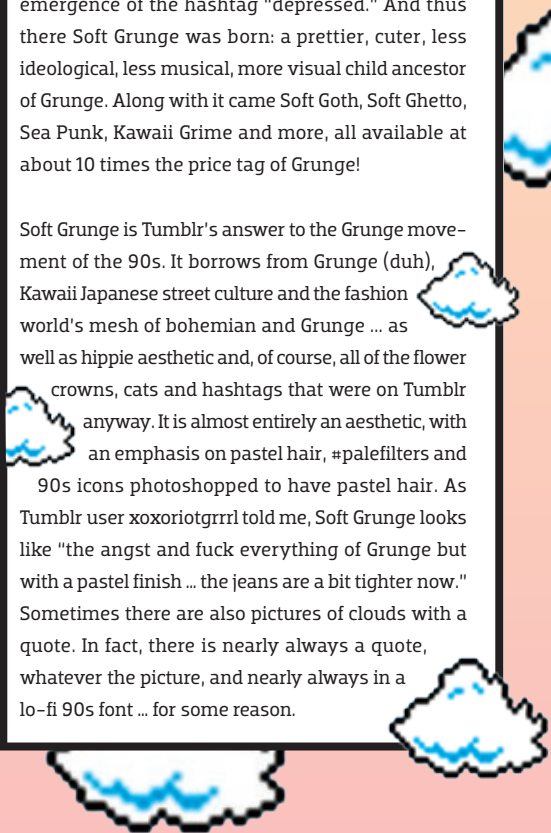 emergence of the hashtag “depressed.” And thus
there Soft Grunge was born: a prettier, cuter, less
ideological, less musical, more visual child ancestor
of Grunge. Along with it came Soft Goth, Soft Ghetto,
Sea Punk, Kawaii Grime and more, all available at
about 10 times the price tag of Grunge!
Soft Grunge is Tumblr's answer to the Grunge move-
ment of the 90s. It borrows from Grunge (duh),
Kawaii Japanese street culture and the fashion
world's mesh of bohemian and Grunge ... as
well as hippie aesthetic and, of course, all of the flower
crowns, cats and hashtags that were on Tumblr
anyway. It is almost entirely an aesthetic, with
an emphasis on pastel hair, #palefilters and
90s icons photoshopped to have pastel hair. As
Tumblr user xoxoriotgrrrl told me, Soft Grunge looks
like “the angst and fuck everything of Grunge but
with a pastel finish ... the jeans are a bit tighter now.”
Sometimes there are also pictures of clouds with a
quote. In fact, there is nearly always a quote,
whatever the picture, and nearly always in a
lo-fi 90s font ... for some reason.